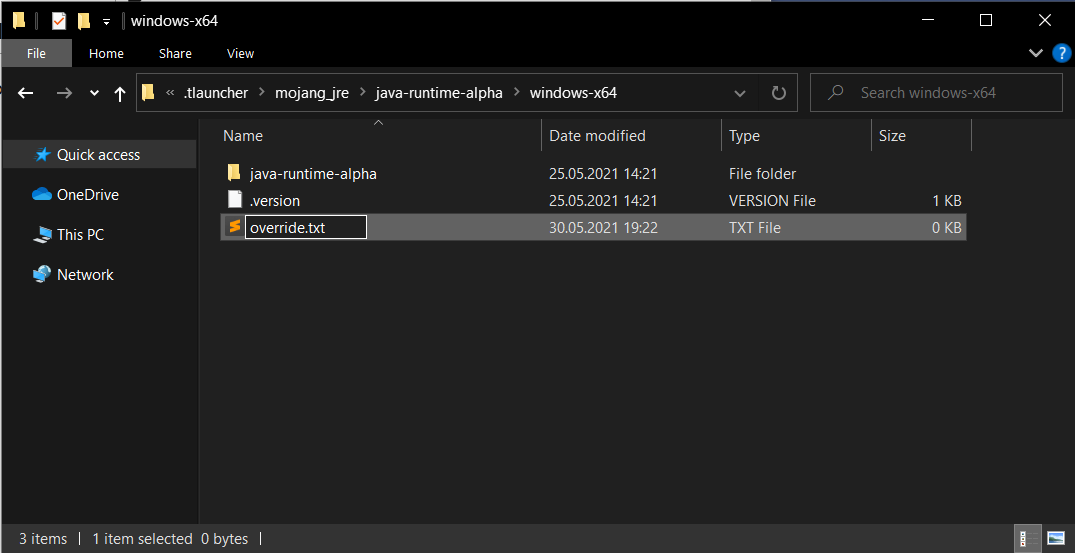 windows-x64
File Home Share View
« .tlauncher > mojang_jre > java-runtime-alpha > windows-x64 Search windows-x64
Name Date modified Type Size
Quick access
OneDrive
This PC
Network
java-runtime-alpha 25.05.2021 14:21 File folder
.version 25.05.2021 14:21 VERSION File 1 KB
override.txt 30.05.2021 19:22 TXT File 0 KB
3 items 1 item selected 0 bytes